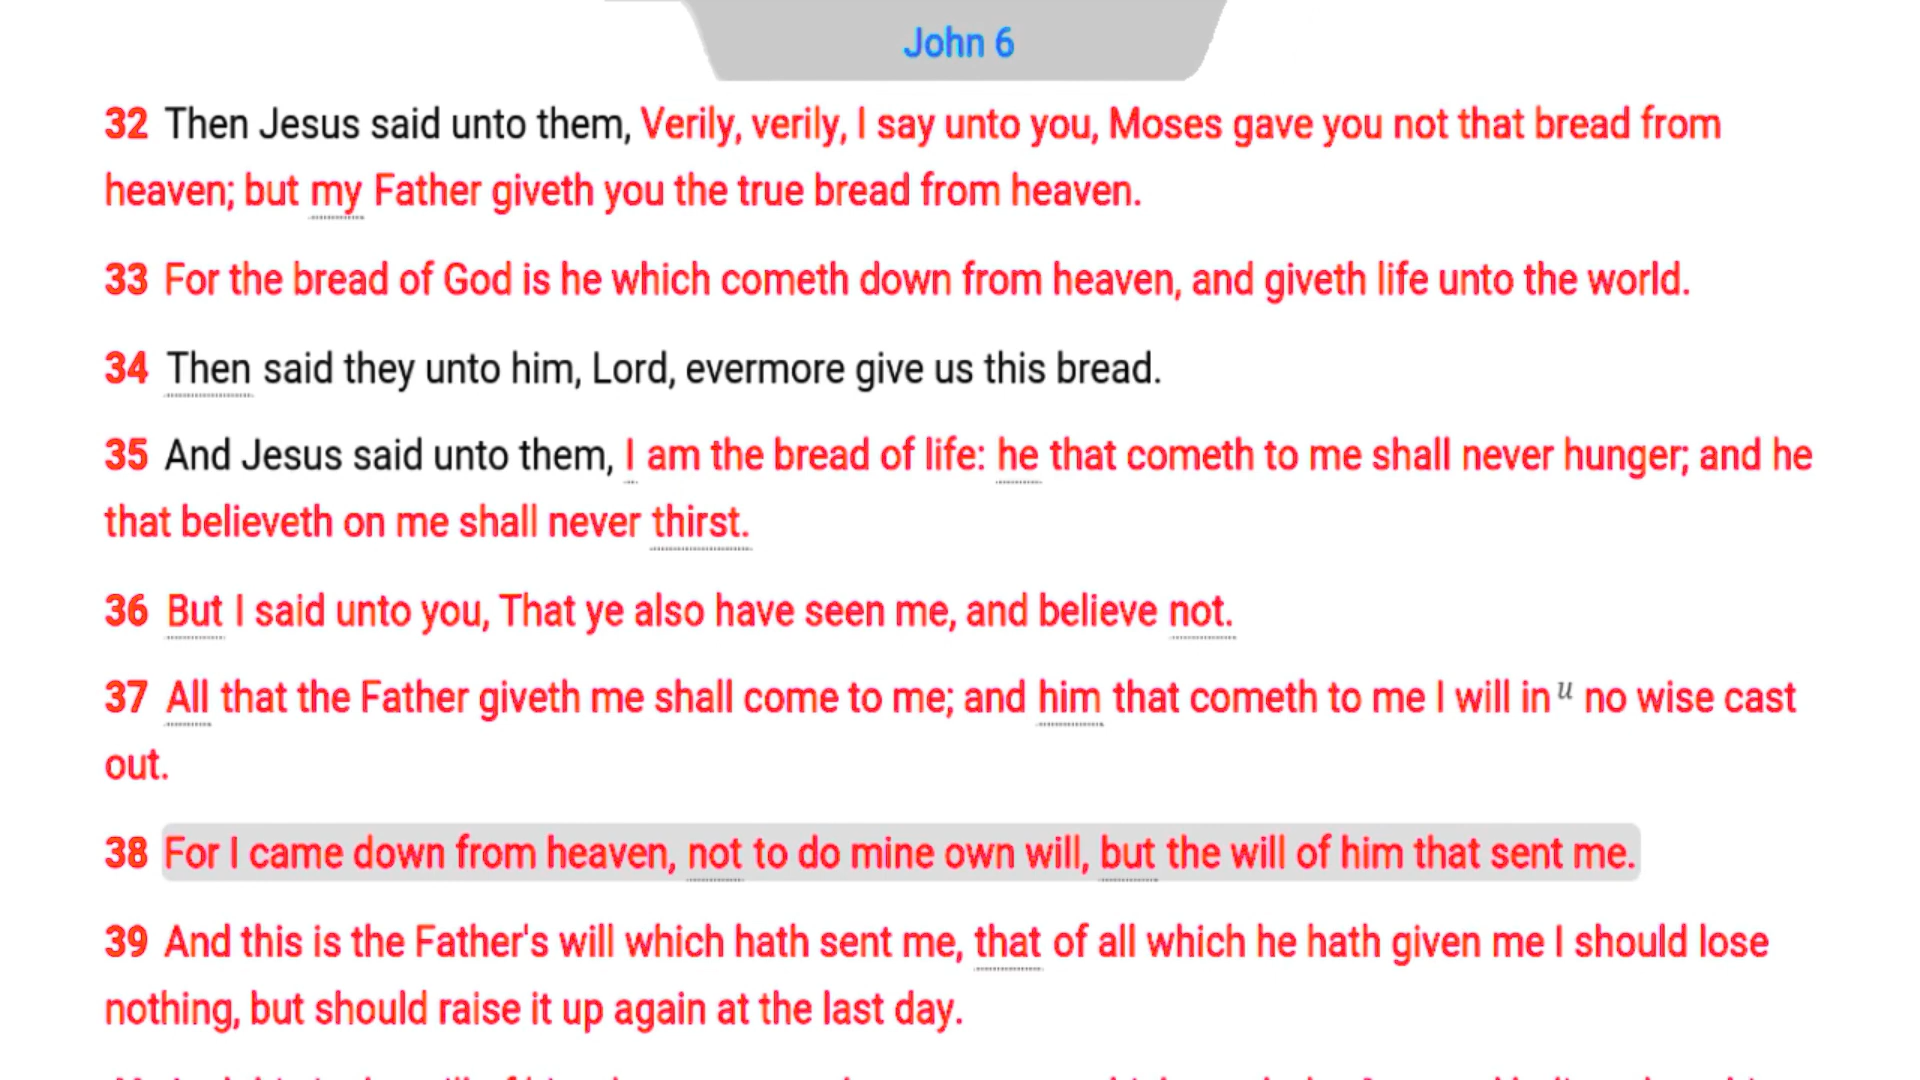 John 6
32 Then Jesus said unto them, Verily, verily, I say unto you, Moses gave you not that bread from
heaven; but my Father giveth you the true bread from heaven.
33 For the bread of God is he which cometh down from heaven, and giveth life unto the world.
34 Then said they unto him, Lord, evermore give us this bread.
35 And Jesus said unto them, I am the bread of life: he that cometh to me shall never hunger; and he
that believeth on me shall never thirst.
36 But I said unto you, That ye also have seen me, and believe not.
37 All that the Father giveth me shall come to me; and him that cometh to me I will in u no wise cast
out.
38 For I came down from heaven, not to do mine own will, but the will of him that sent me.
39 And this is the Father's will which hath sent me, that of all which he hath given me I should lose
nothing, but should raise it up again at the last day.